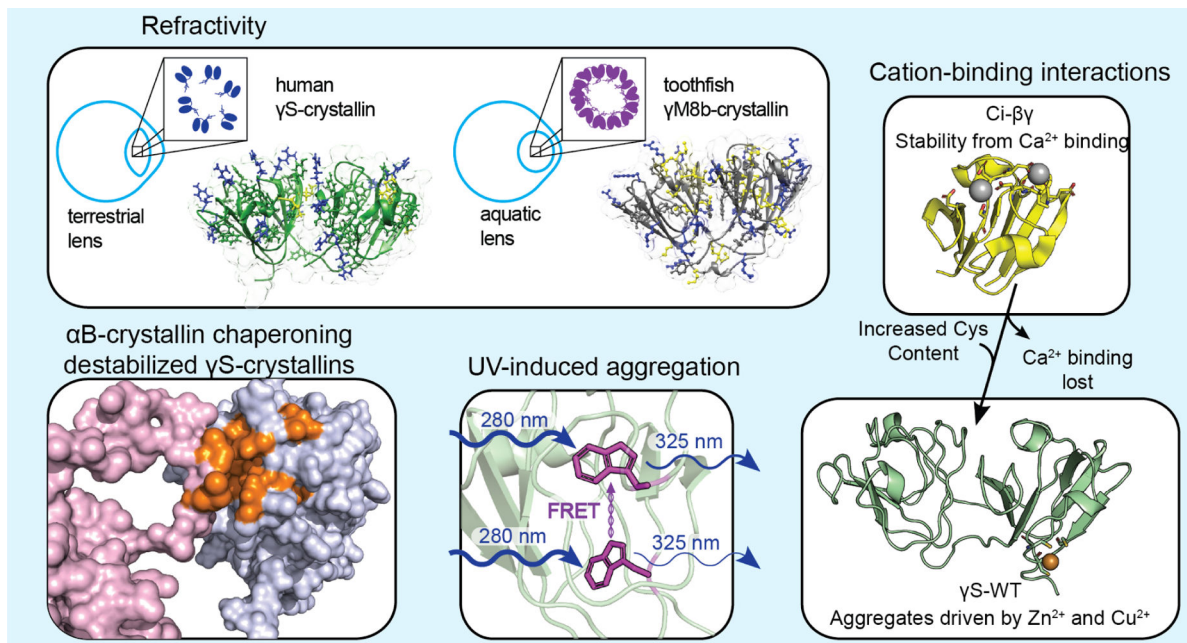 Refractivity
human
γS-crystallin
terrestrial
lens
toothfish
γM8b-crystallin
aquatic
lens
Cation-binding interactions
Ci-βγ
Stability from Ca²⁺ binding
Increased Cys
Content
Ca²⁺ binding
lost
γS-WT
Aggregates driven by Zn²⁺ and Cu²⁺
αB-crystallin chaperoning
destabilized γS-crystallins
UV-induced aggregation
280 nm
325 nm
FRET
280 nm
325 nm